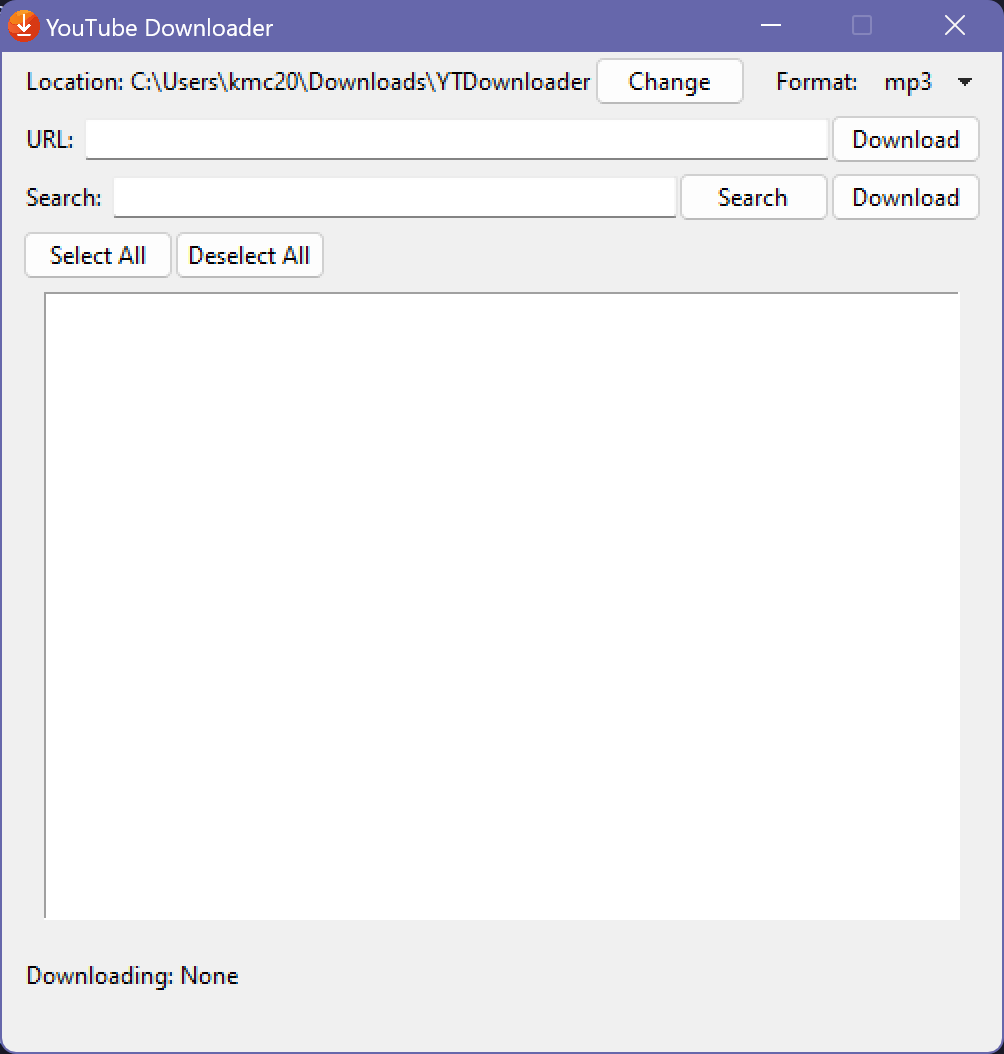 YouTube Downloader
Location: C:\Users\kmc20\Downloads\YTDownloader Change Format: mp3
URL: Download
Search: Search Download
Select All Deselect All
Downloading: None